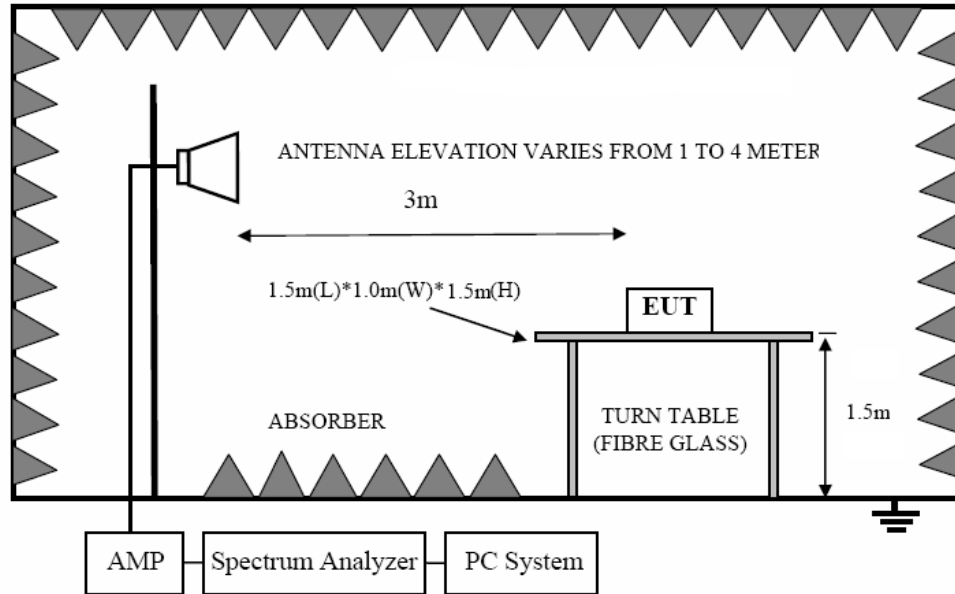 ANTENNA ELEVATION VARIES FROM 1 TO 4 METER
3m
1.5m(L)*1.0m(W)*1.5m(H)
EUT
1.5m
ABSORBER
TURN TABLE
(FIBRE GLASS)
AMP
Spectrum Analyzer
PC System